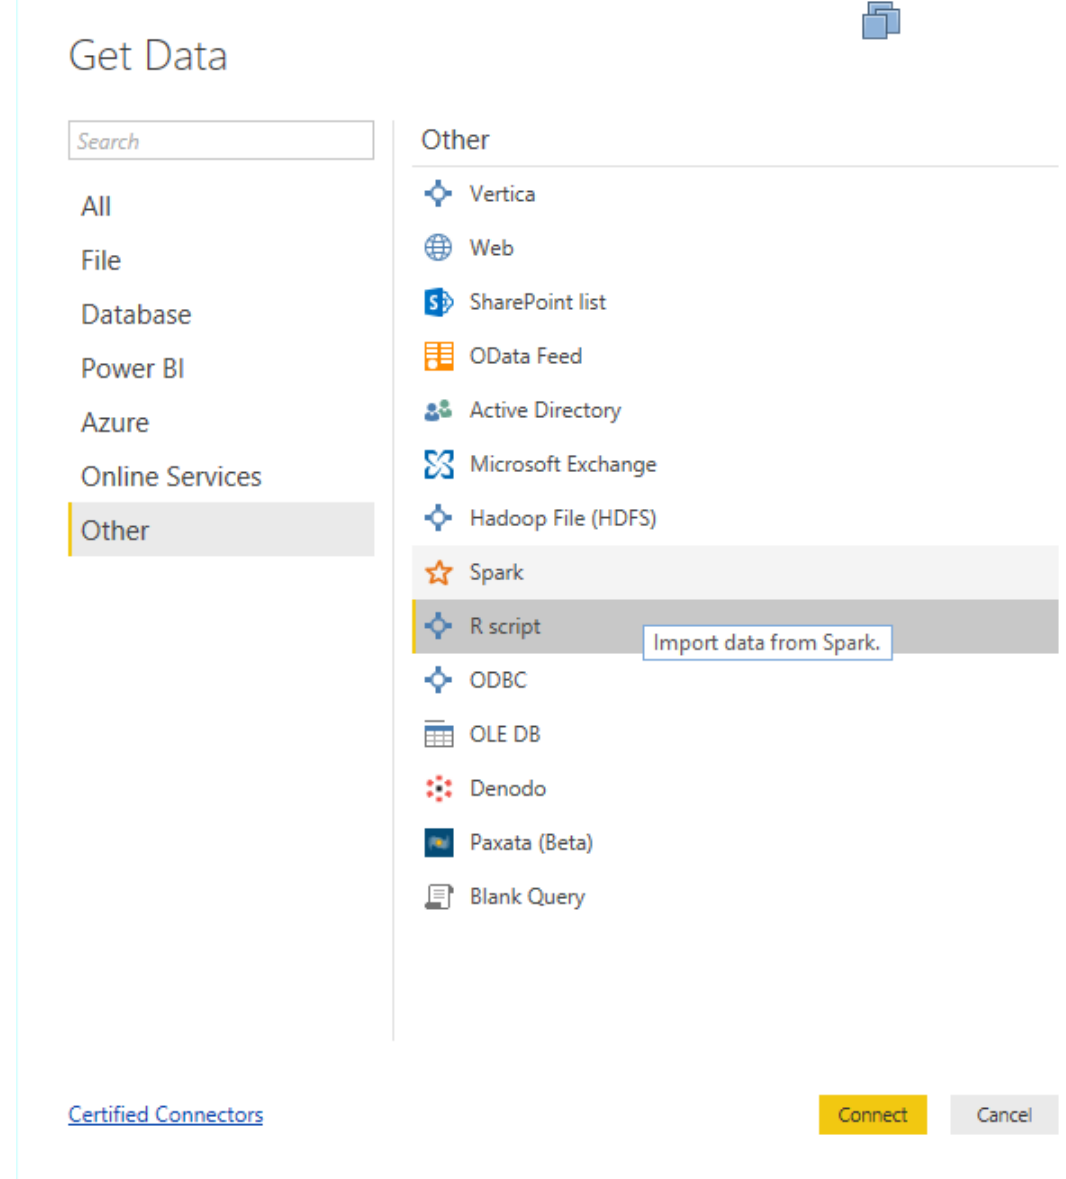 Get Data
Search
All
File
Database
Power BI
Azure
Online Services
Other
Other
Vertica
Web
SharePoint list
OData Feed
Active Directory
Microsoft Exchange
Hadoop File (HDFS)
Spark
R script
Import data from Spark.
ODBC
OLE DB
Denodo
Paxata (Beta)
Blank Query
Certified Connectors
Connect
Cancel